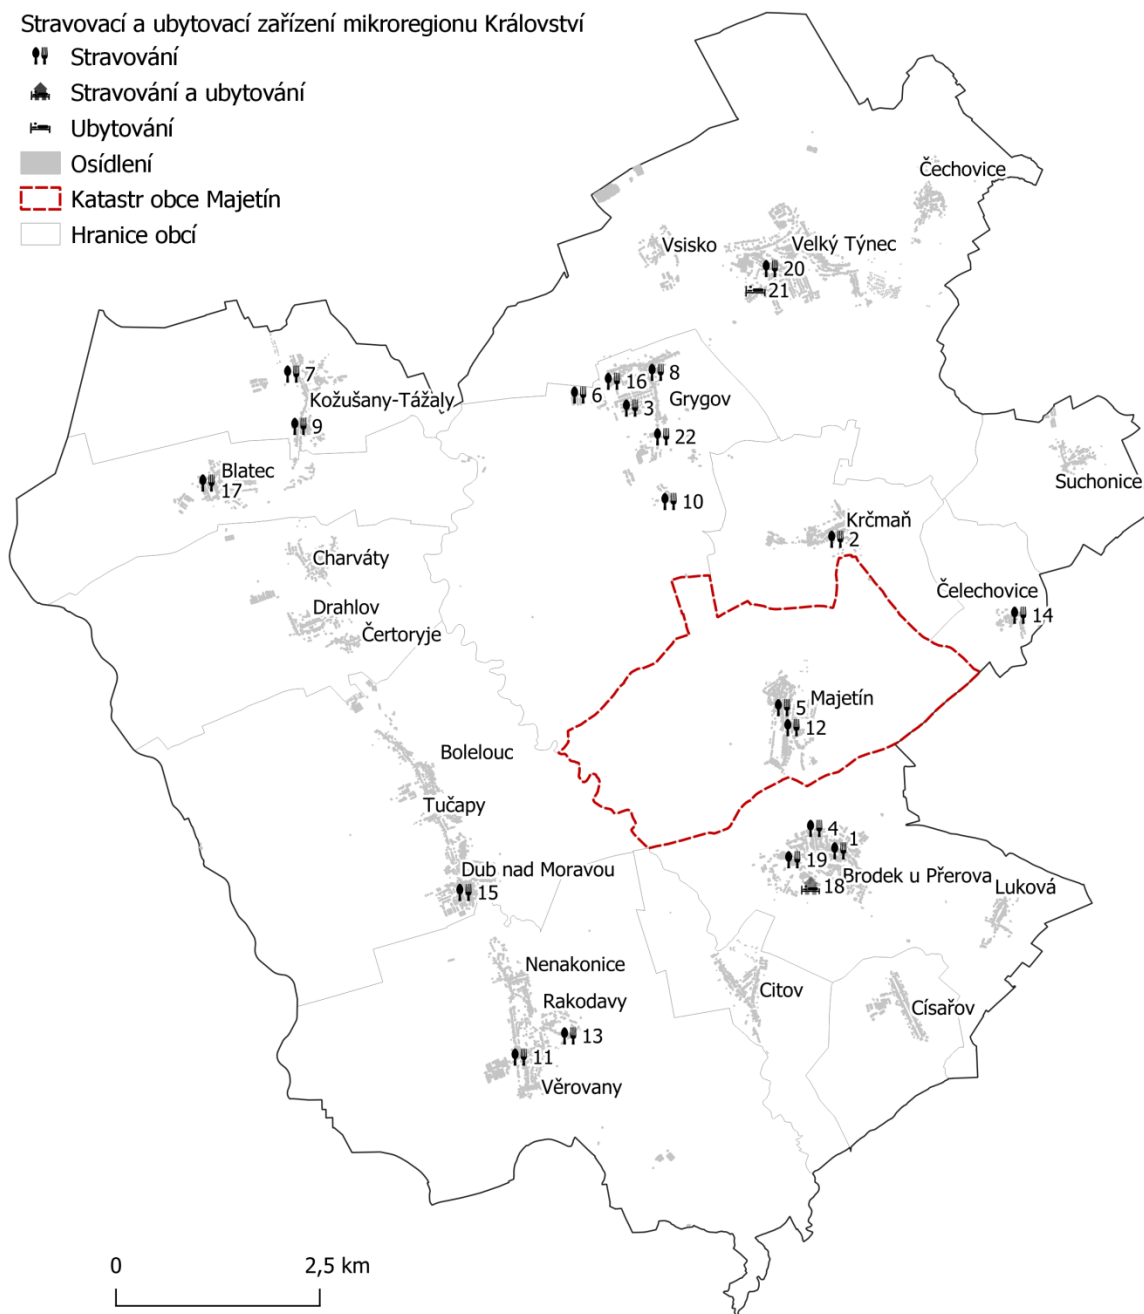 Stravovací a ubytovací zařízení mikroregionu Království
Stravování
Stravování a ubytování
Ubytování
Osídlení
Katastr obce Majetín
Hranice obcí
Čechovice
Vsisko
Velký Týnec
20
21
7
Kožušany-Tážaly
9
6
16
8
3
Grygov
22
10
Blatec
17
Suchonice
Krčmaň
2
Charváty
Drahlov
Čertoryje
Čelechovice
14
Majetín
5
12
Bolelouc
Tučapy
Dub nad Moravou
15
4
1
19
Brodek u Přerova
18
Luková
Nenakonice
Rakodavy
13
11
Věrovany
Citov
Císařov
0
2,5 km